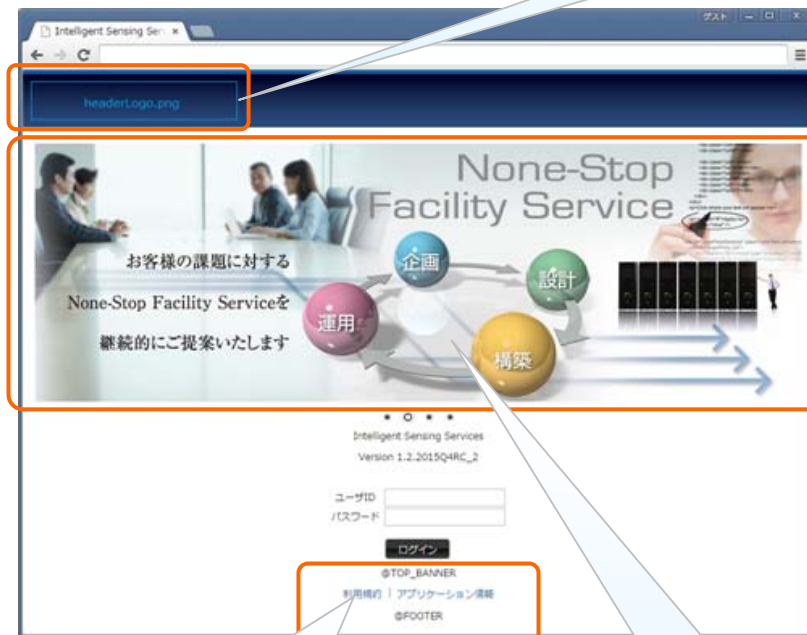 ゲスト
Intelligent Sensing Ser
headerLogo.png
None-Stop
Facility Service
お客様の課題に対する
None-Stop Facility Serviceを
継続的にご提案いたします
企画
設計
運用
構築
Intelligent Sensing Services
Version 1.2.2015Q4RC_2
ユーザID
パスワード
ログイン
@TOP_BANNER
利用規約 | アプリケーション情報
@FOOTER